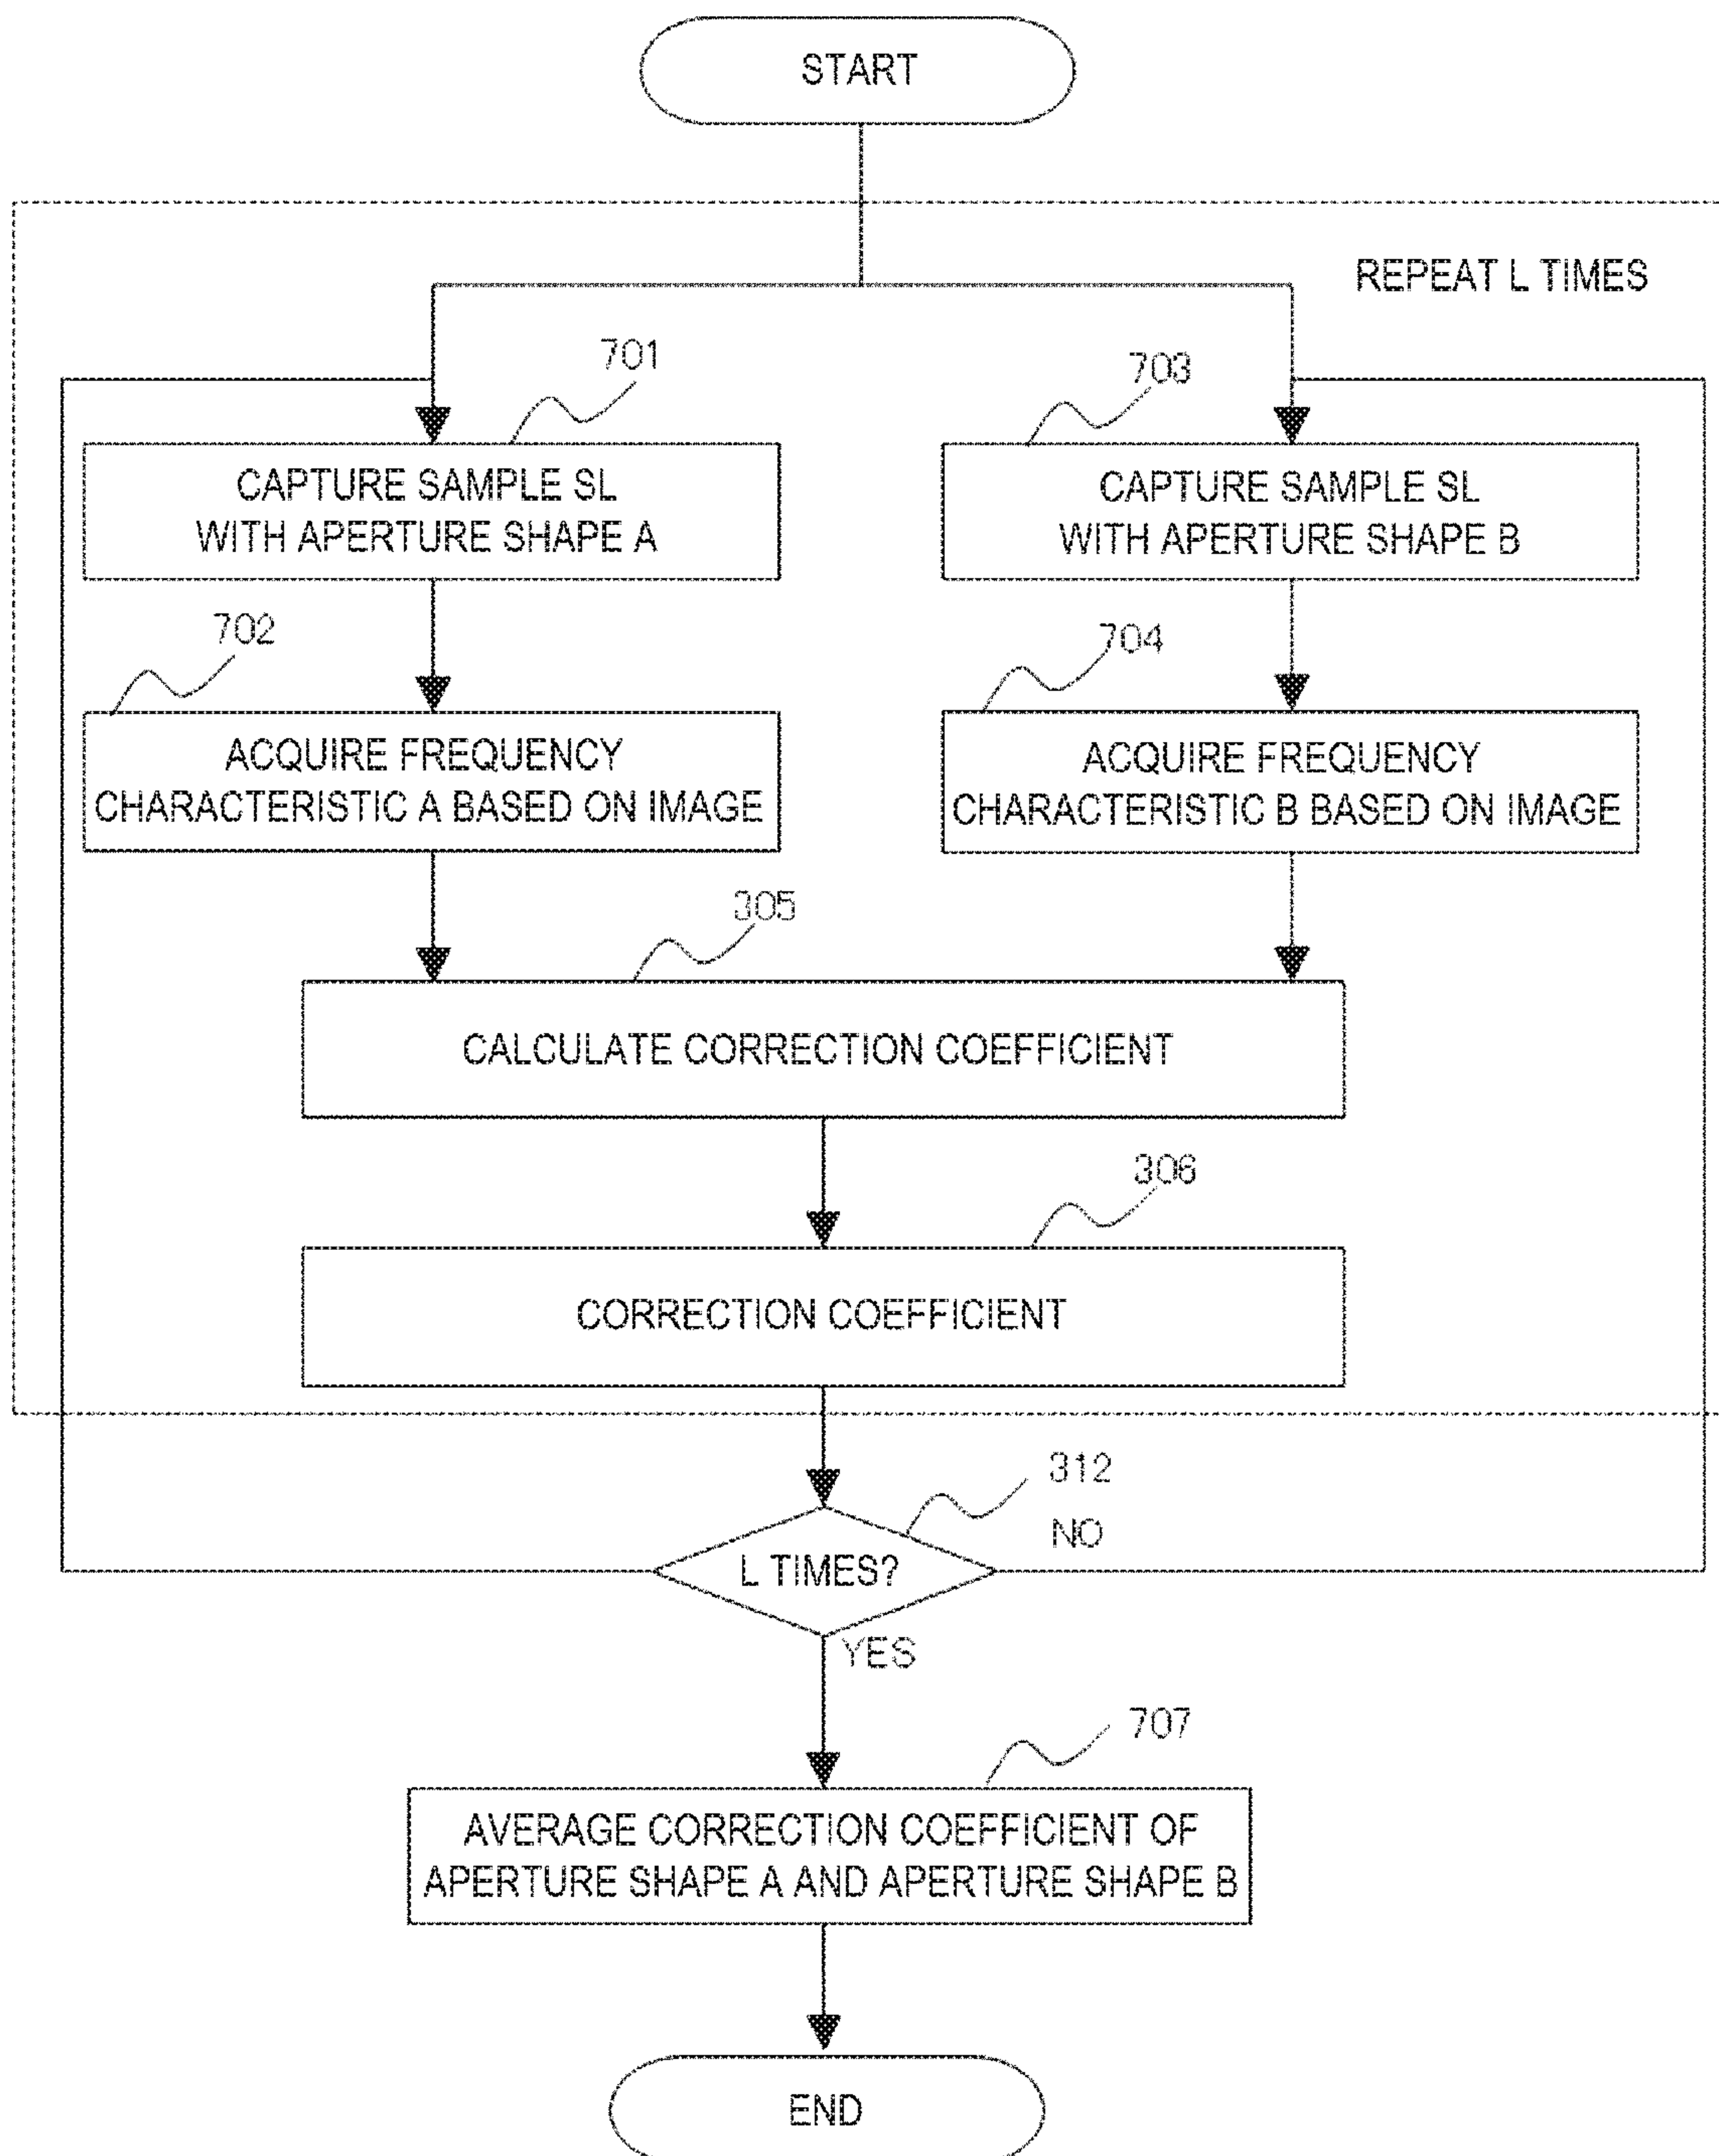 START
REPEAT L TIMES
701
703
CAPTURE SAMPLE SL
WITH APERTURE SHAPE A
CAPTURE SAMPLE SL
WITH APERTURE SHAPE B
702
704
ACQUIRE FREQUENCY
CHARACTERISTIC A BASED ON IMAGE
ACQUIRE FREQUENCY
CHARACTERISTIC B BASED ON IMAGE
305
CALCULATE CORRECTION COEFFICIENT
306
CORRECTION COEFFICIENT
312
NO
L TIMES?
YES
707
AVERAGE CORRECTION COEFFICIENT OF
APERTURE SHAPE A AND APERTURE SHAPE B
END